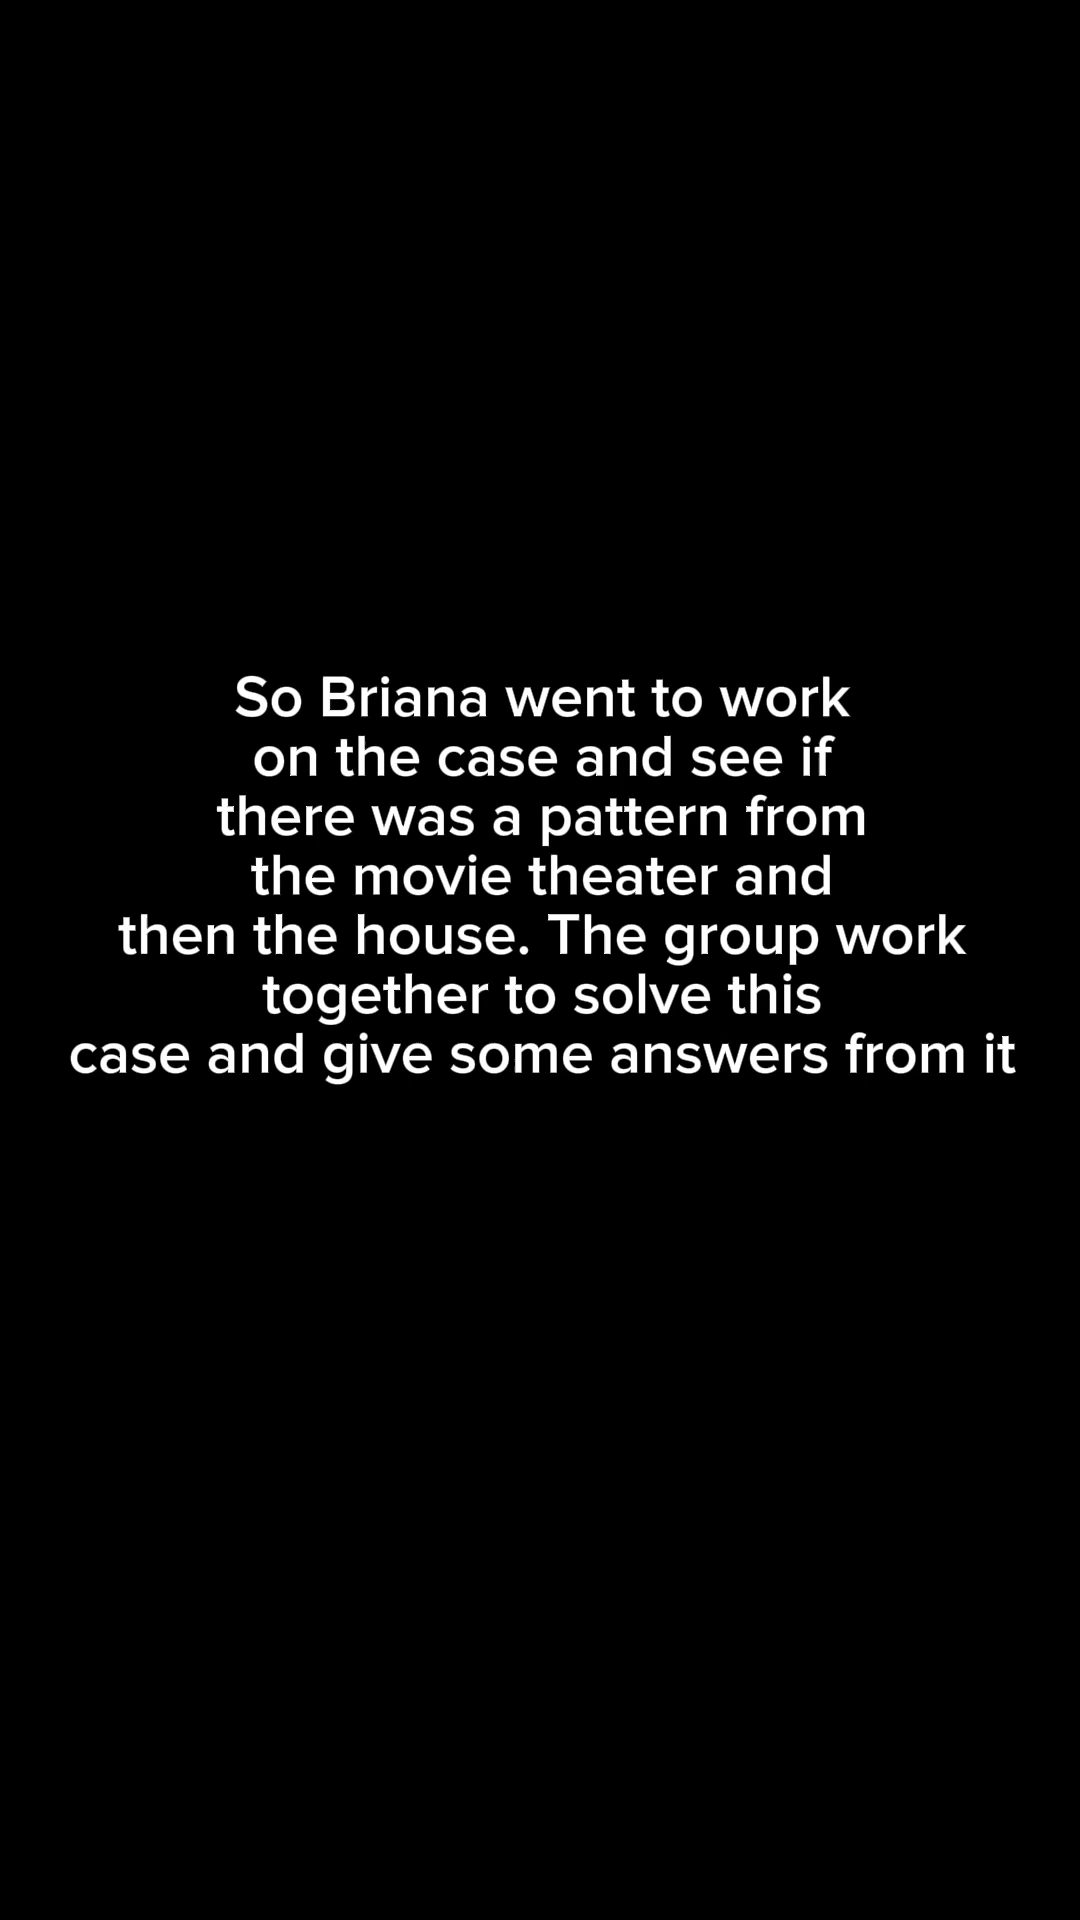 So Briana went to work
on the case and see if
there was a pattern from
the movie theater and
then the house. The group work
together to solve this
case and give some answers from it